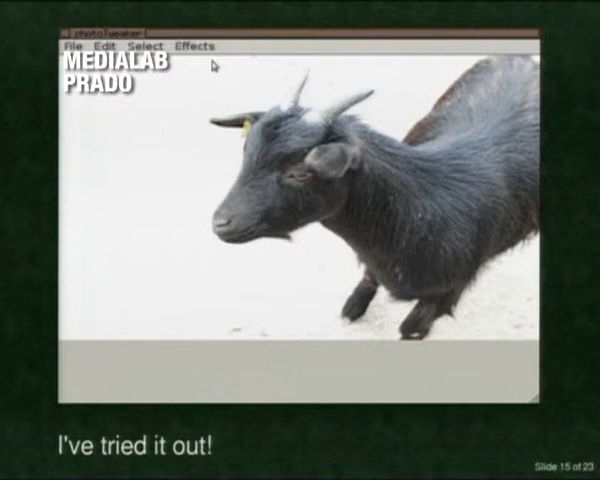 photoTweaker
File Edit Select Effects
MEDIALAB
PRADO
I've tried it out!
Slide 15 of 23